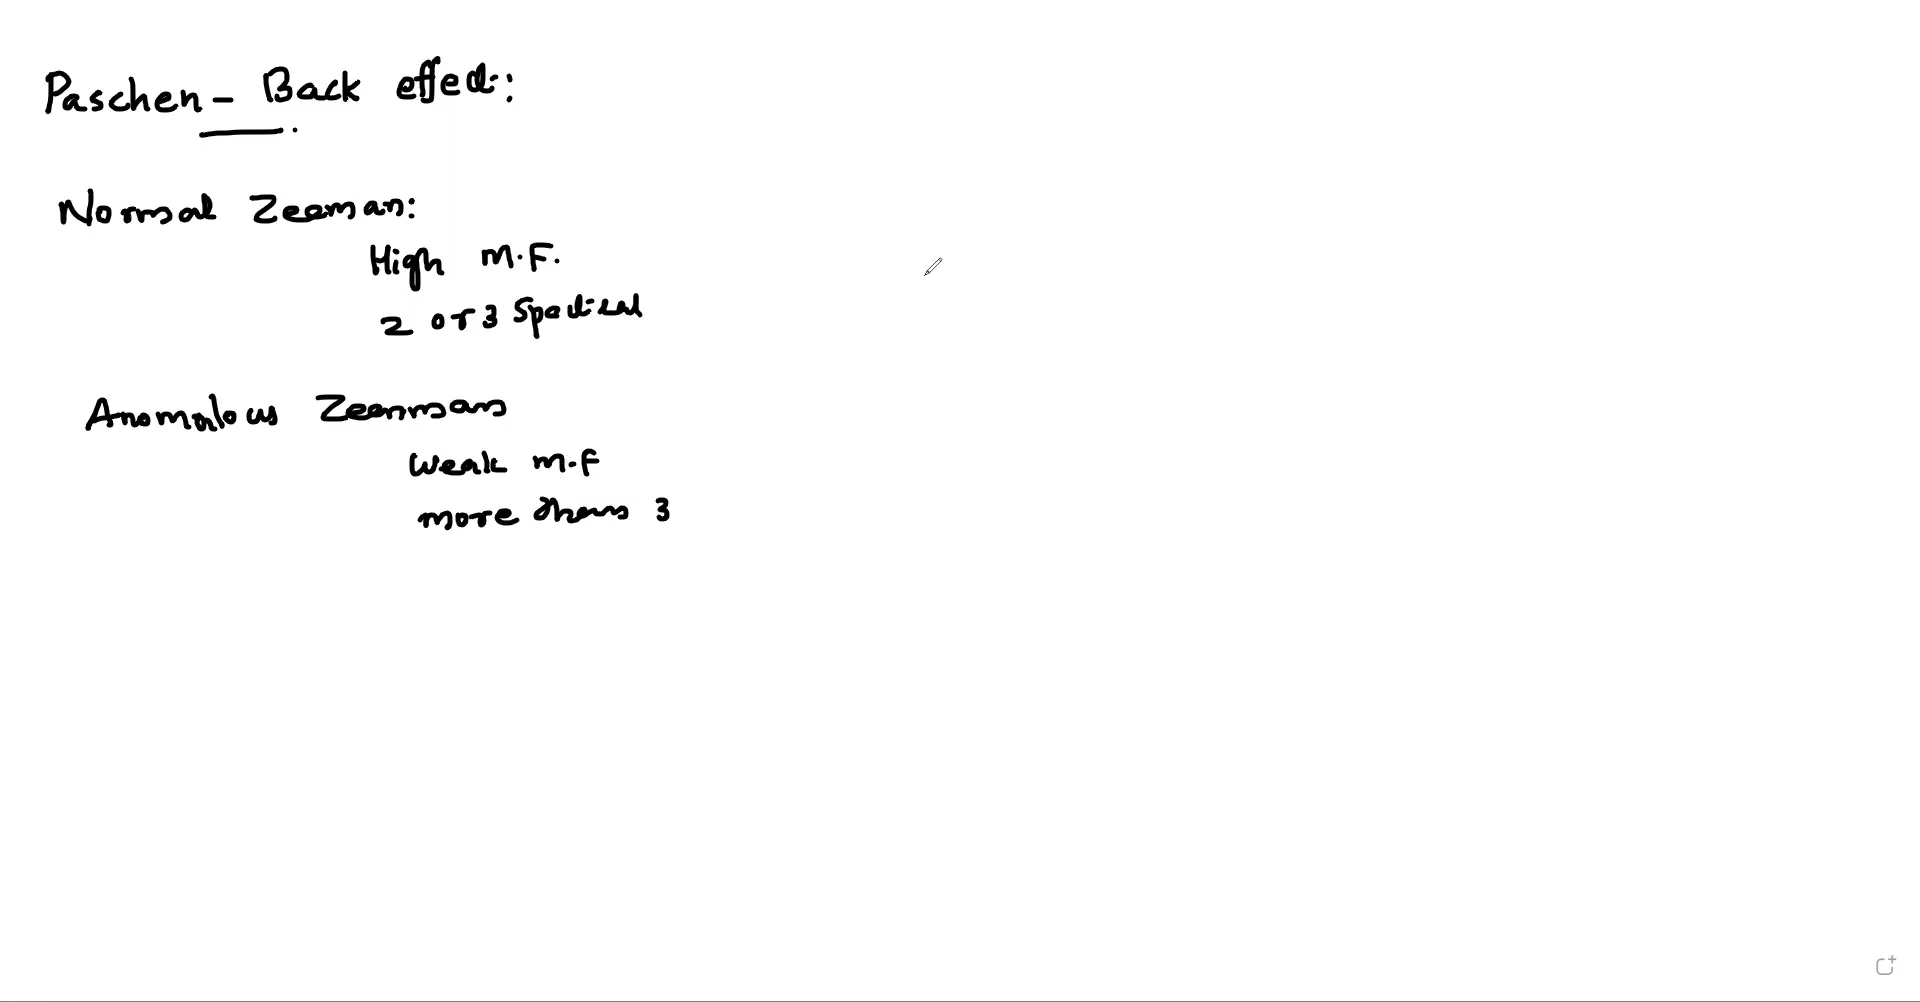 Paschen - Back effect:
Normal Zeeman:
High M.F.
2 or 3 Spectral
Anomalous Zeeman
Weak M.F
more than 3